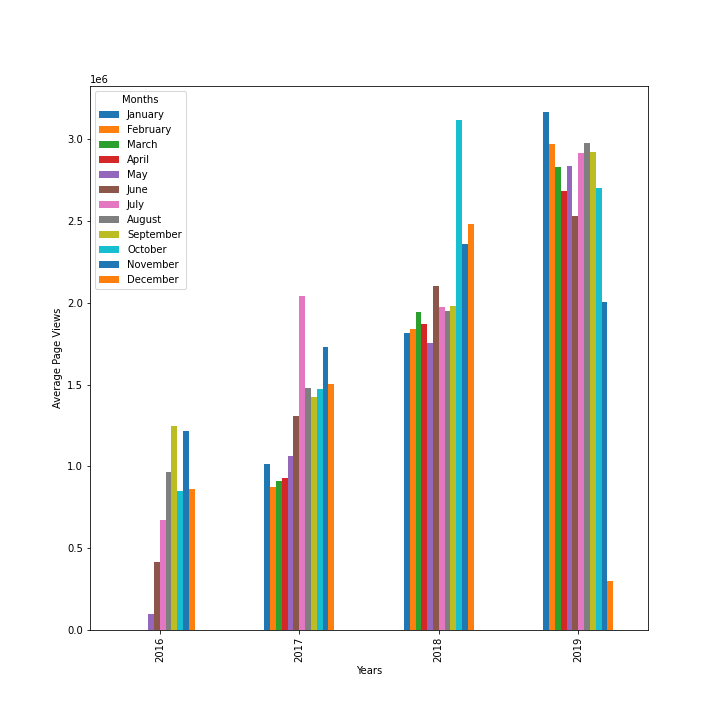 1e6
Months
January
February
March
April
May
June
July
August
September
October
November
December
3.0
2.5
2.0
1.5
1.0
0.5
0.0
Average Page Views
2016
2017
2018
2019
Years